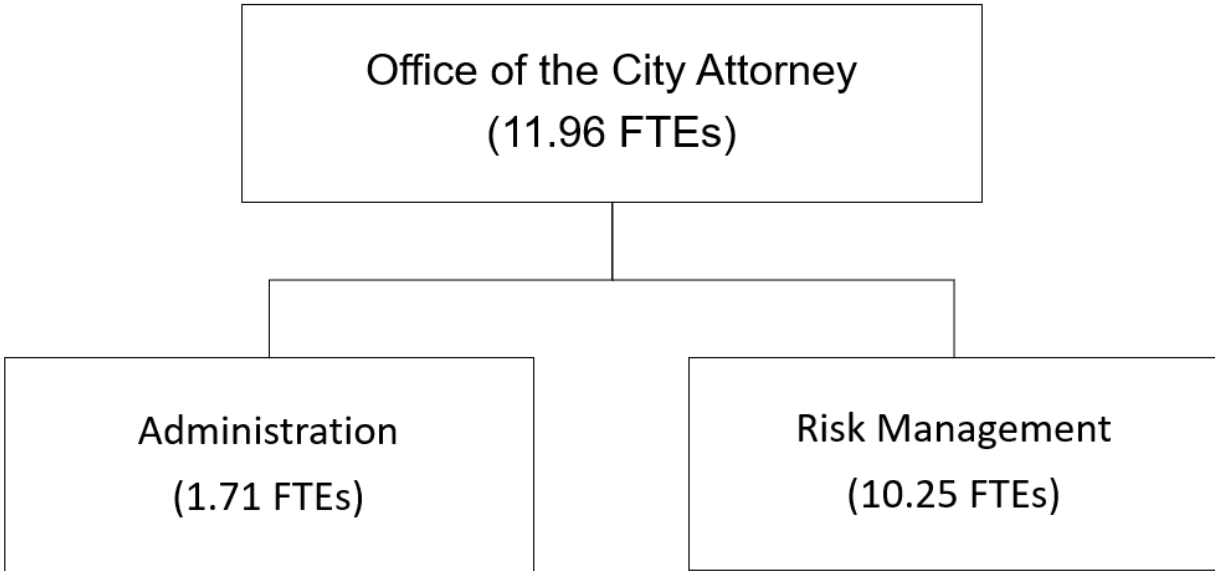 Office of the City Attorney
(11.96 FTEs)
Administration
(1.71 FTEs)
Risk Management
(10.25 FTEs)